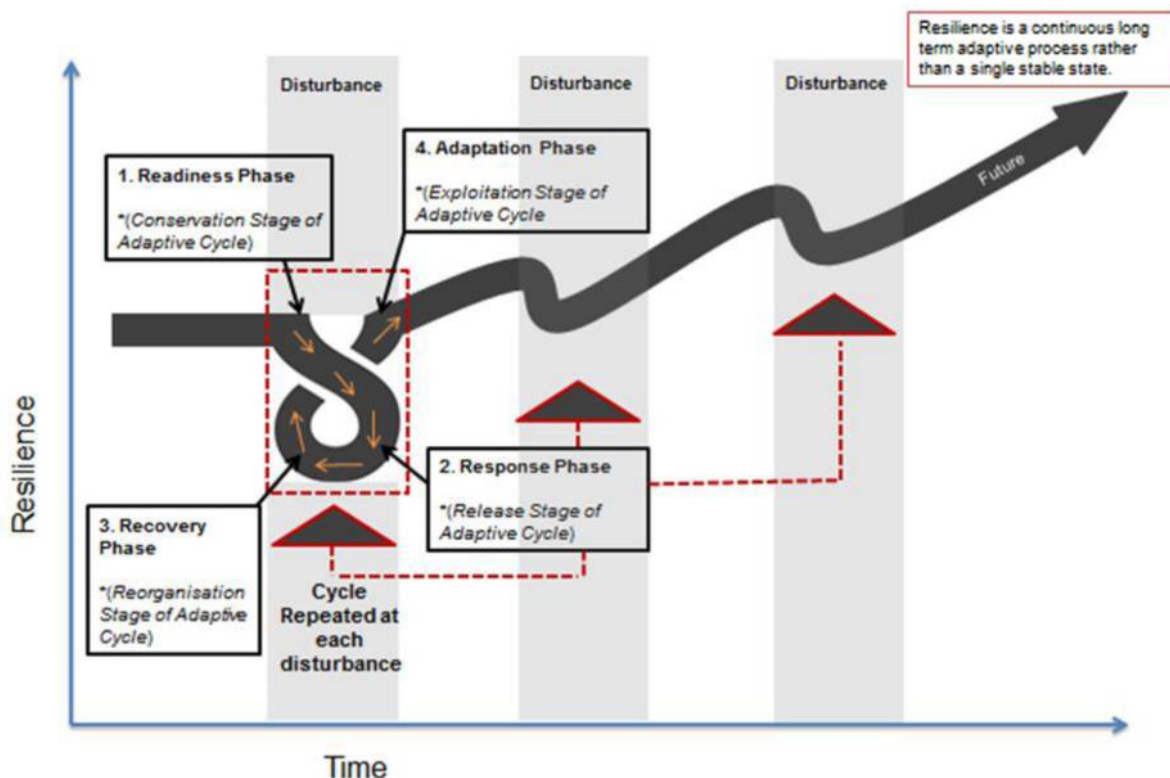 Resilience is a continuous long
term adaptive process rather
than a single stable state.
Disturbance
Disturbance
Disturbance
1. Readiness Phase
*(Conservation Stage of
Adaptive Cycle)
4. Adaptation Phase
*(Exploitation Stage of
Adaptive Cycle
Future
2. Response Phase
*(Release Stage of
Adaptive Cycle)
3. Recovery
Phase
*(Reorganisation
Stage of Adaptive
Cycle)
Cycle
Repeated at
each
disturbance
Resilience
Time